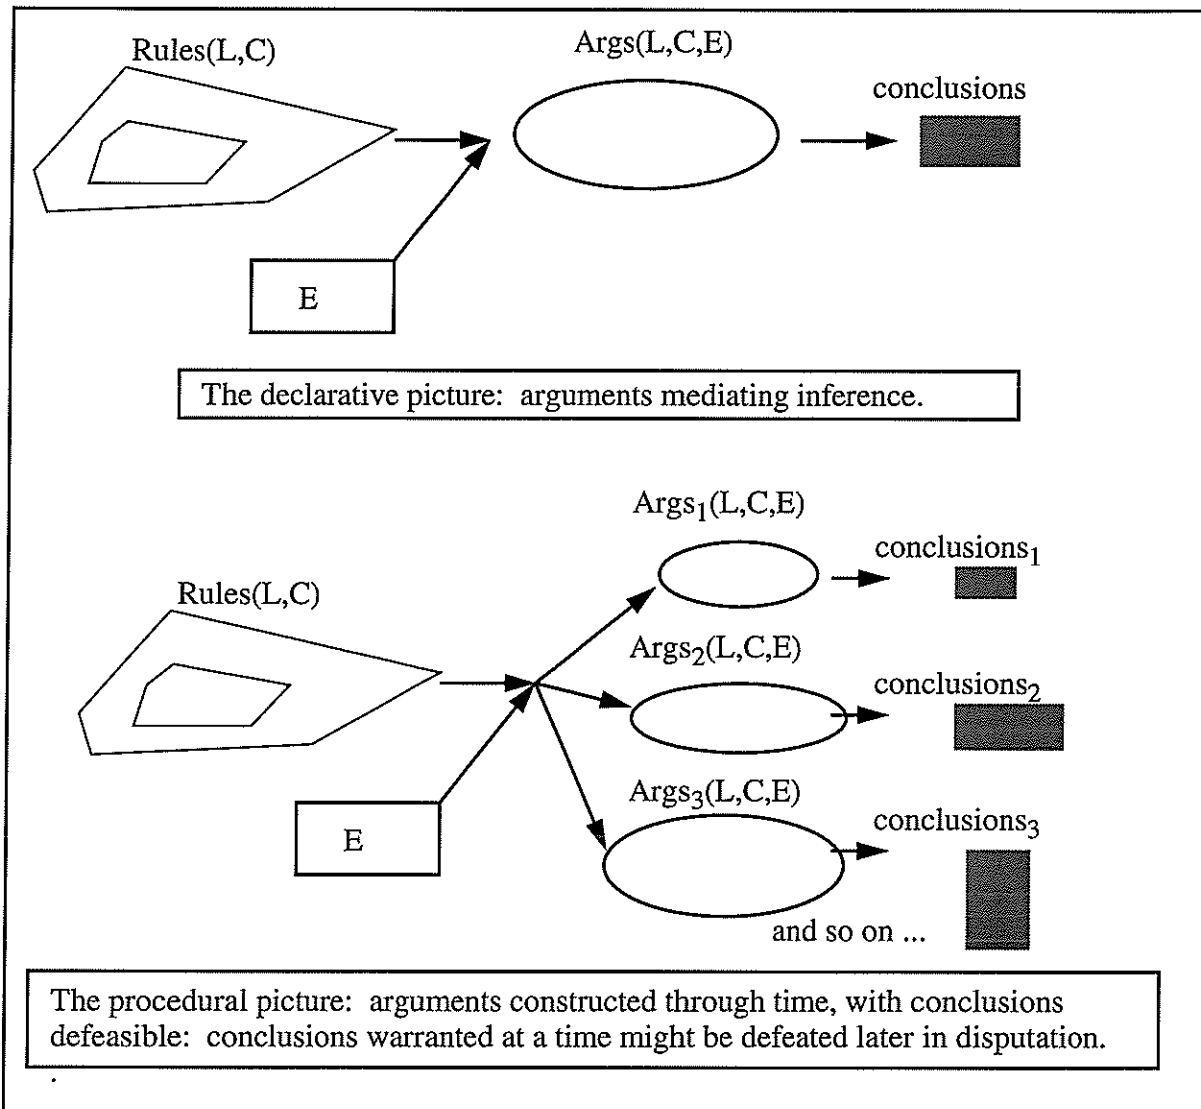 Rules(L,C)
Args(L,C,E)
conclusions
E
The declarative picture: arguments mediating inference.
Args1(L,C,E)
conclusions1
Rules(L,C)
Args2(L,C,E)
conclusions2
Args3(L,C,E)
conclusions3
E
and so on ...
The procedural picture: arguments constructed through time, with conclusions
defeasible: conclusions warranted at a time might be defeated later in disputation.
.